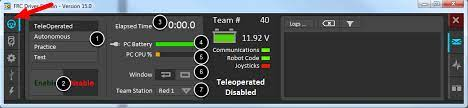 FRC Driver Station - Version 15.0
TeleOperated
Autonomous
Practice
Test
Enable Disable
Elapsed Time 0:00.0
PC Battery
PC CPU %
Window
Team Station Red 1
Team # 40
11.92 V
Communications
Robot Code
Joysticks
Teleoperated
Disabled
Logs ...
1
2
3
4
5
6
7